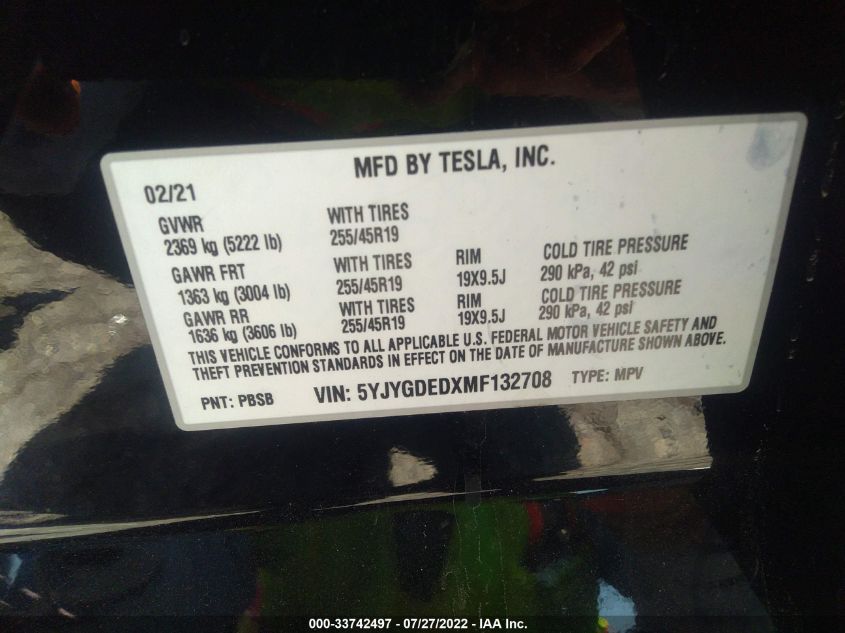 MFD BY TESLA, INC.
02/21
GVWR
2369 kg (5222 lb)
WITH TIRES
255/45R19
GAWR FRT
1363 kg (3004 lb)
WITH TIRES
255/45R19
RIM
19X9.5J
COLD TIRE PRESSURE
290 kPa, 42 psi
GAWR RR
1636 kg (3606 lb)
WITH TIRES
255/45R19
RIM
19X9.5J
COLD TIRE PRESSURE
290 kPa, 42 psi
THIS VEHICLE CONFORMS TO ALL APPLICABLE U.S. FEDERAL MOTOR VEHICLE SAFETY AND
THEFT PREVENTION STANDARDS IN EFFECT ON THE DATE OF MANUFACTURE SHOWN ABOVE.
PNT: PBSB VIN: 5YJYGDEDXMF132708 TYPE: MPV
000-33742497 - 07/27/2022 - IAA Inc.